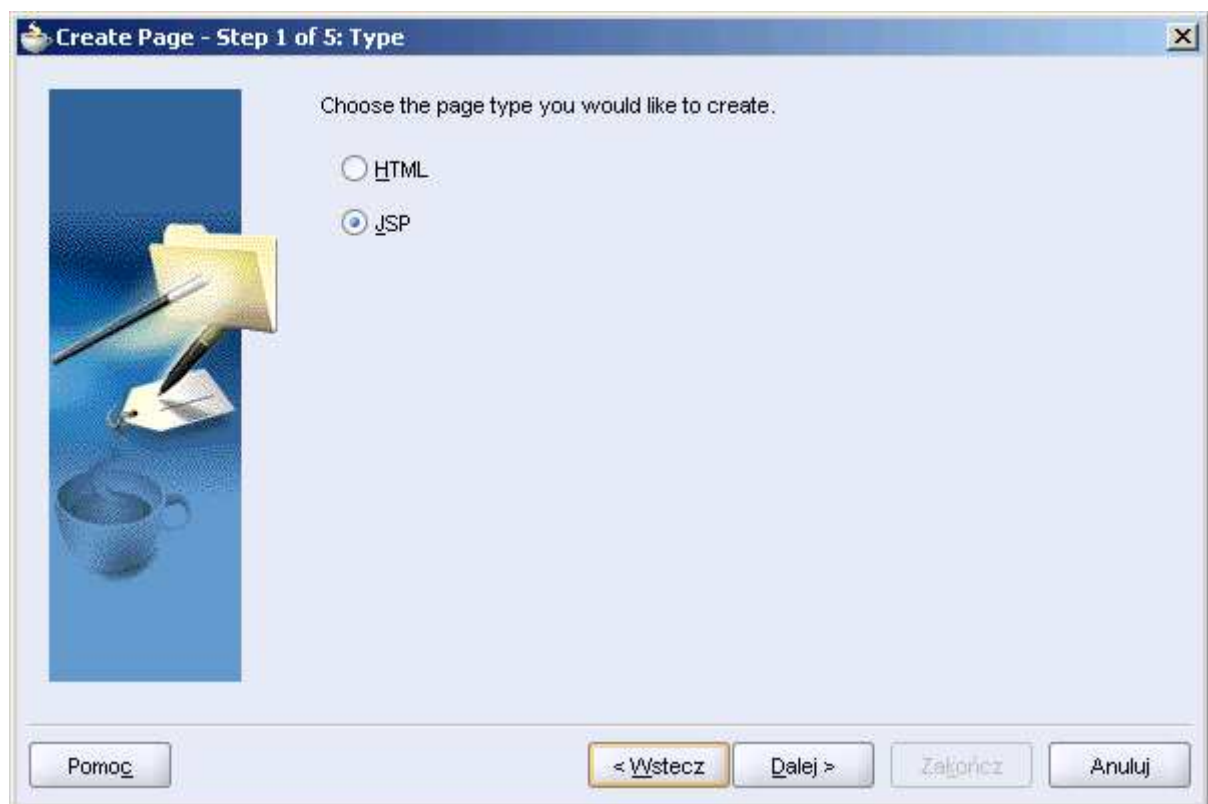 Create Page - Step 1 of 5: Type
Choose the page type you would like to create.
HTML
JSP
Pomoc
< Wstecz
Dalej >
Zakończ
Anuluj